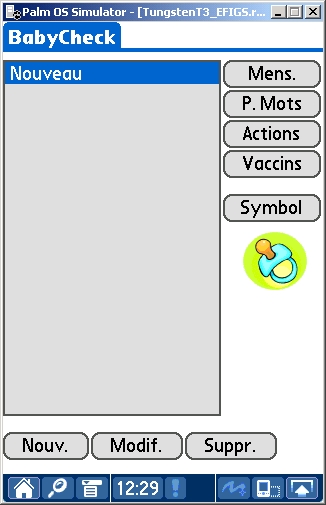 Palm OS Simulator - [TungstenT3_EFIGS.r...
BabyCheck
Nouveau
Mens.
P. Mots
Actions
Vaccins
Symbol
Nouv. Modif. Suppr.
12:29